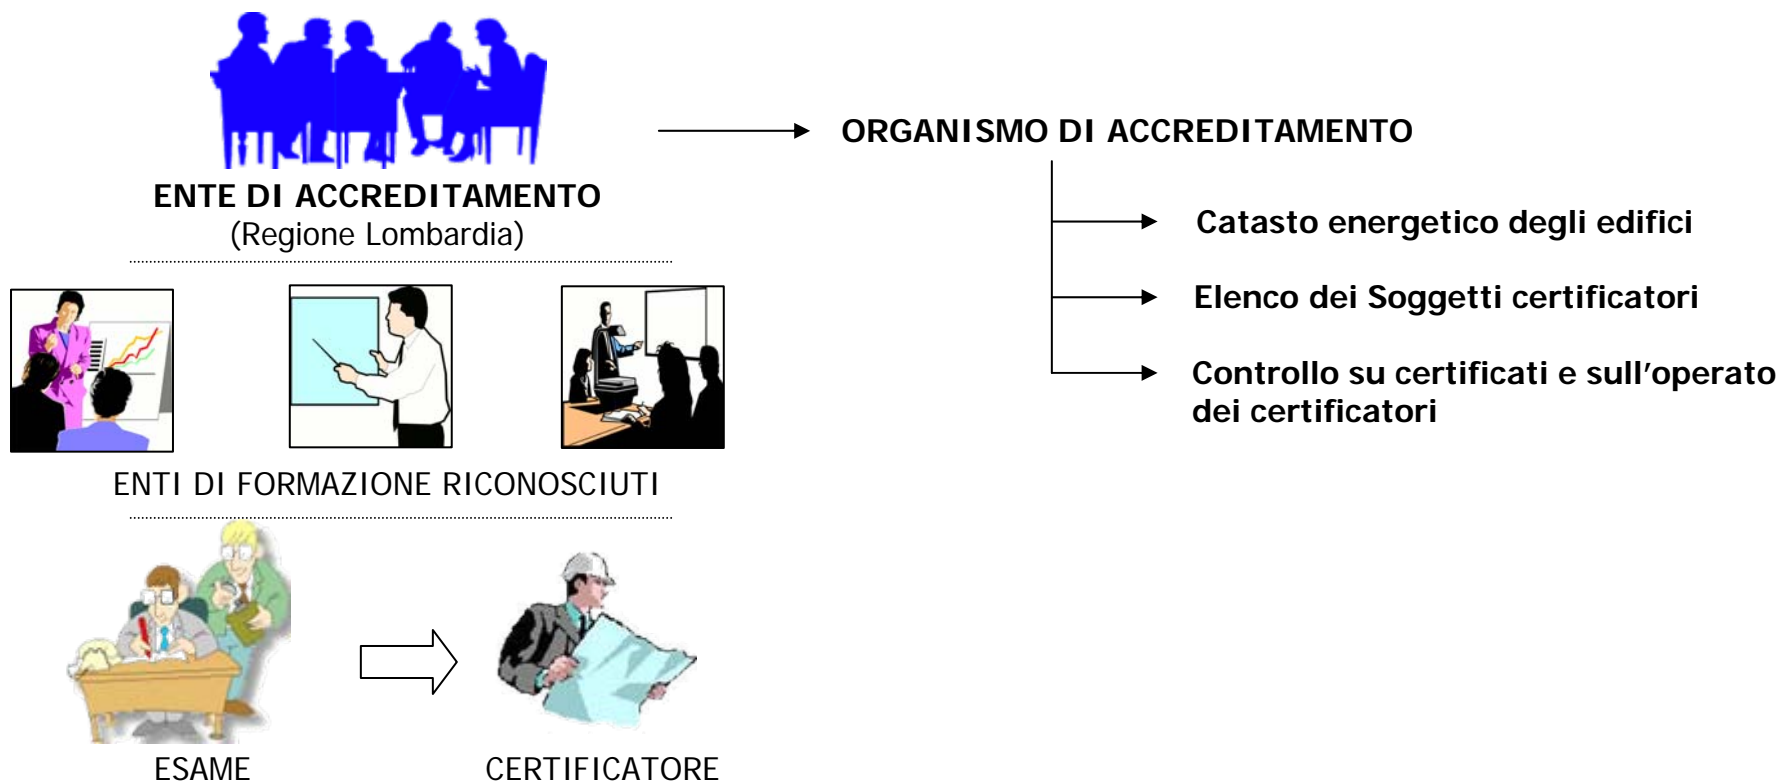 ENTE DI ACCREDITAMENTO
(Regione Lombardia)
ENTI DI FORMAZIONE RICONOSCIUTI
ESAME
CERTIFICATORE
ORGANISMO DI ACCREDITAMENTO
Catasto energetico degli edifici
Elenco dei Soggetti certificatori
Controllo su certificati e sull'operato
dei certificatori